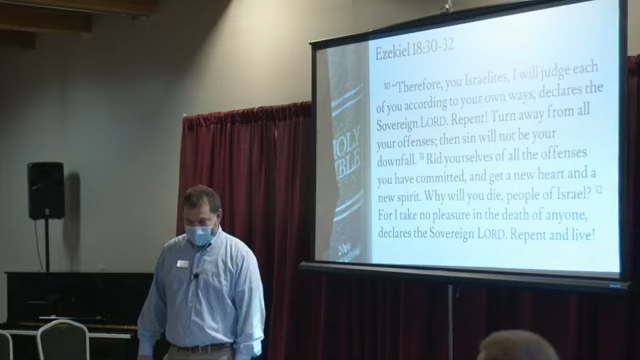 Ezekiel 18:30-32
30 “Therefore, you Israelites, I will judge each
of you according to your own ways, declares the
Sovereign LORD. Repent! Turn away from all
your offenses; then sin will not be your
downfall. 31 Rid yourselves of all the offenses
you have committed, and get a new heart and a
new spirit. Why will you die, people of Israel? 32
For I take no pleasure in the death of anyone,
declares the Sovereign LORD. Repent and live!
HOLY
BIBLE